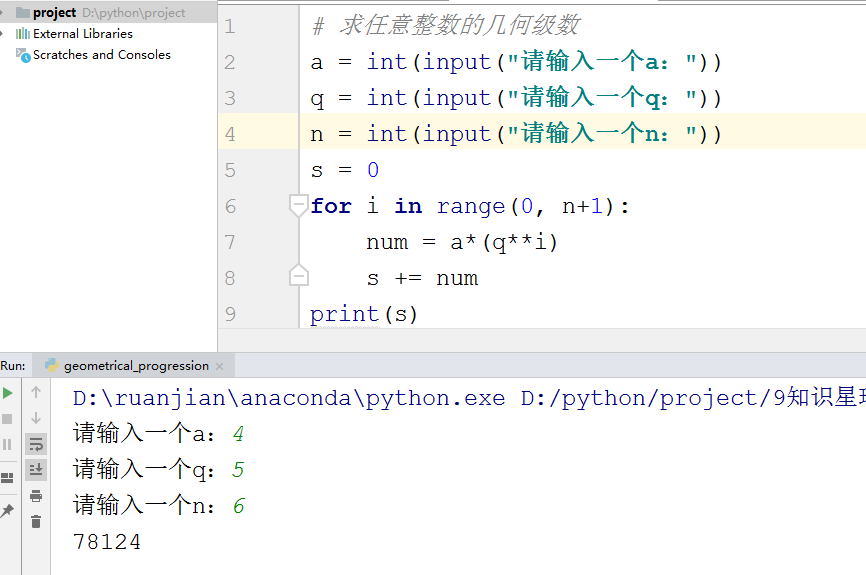 project D:\python\project
External Libraries
Scratches and Consoles
1 # 求任意整数的几何级数
2 a = int(input("请输入一个a: "))
3 q = int(input("请输入一个q: "))
4 n = int(input("请输入一个n: "))
5 s = 0
6 for i in range(0, n+1):
7 num = a*(q**i)
8 s += num
9 print(s)
Run: geometrical_progression ×
D:\ruanjian\anaconda\python.exe D:/python/project/9知识星
请输入一个a: 4
请输入一个q: 5
请输入一个n: 6
78124